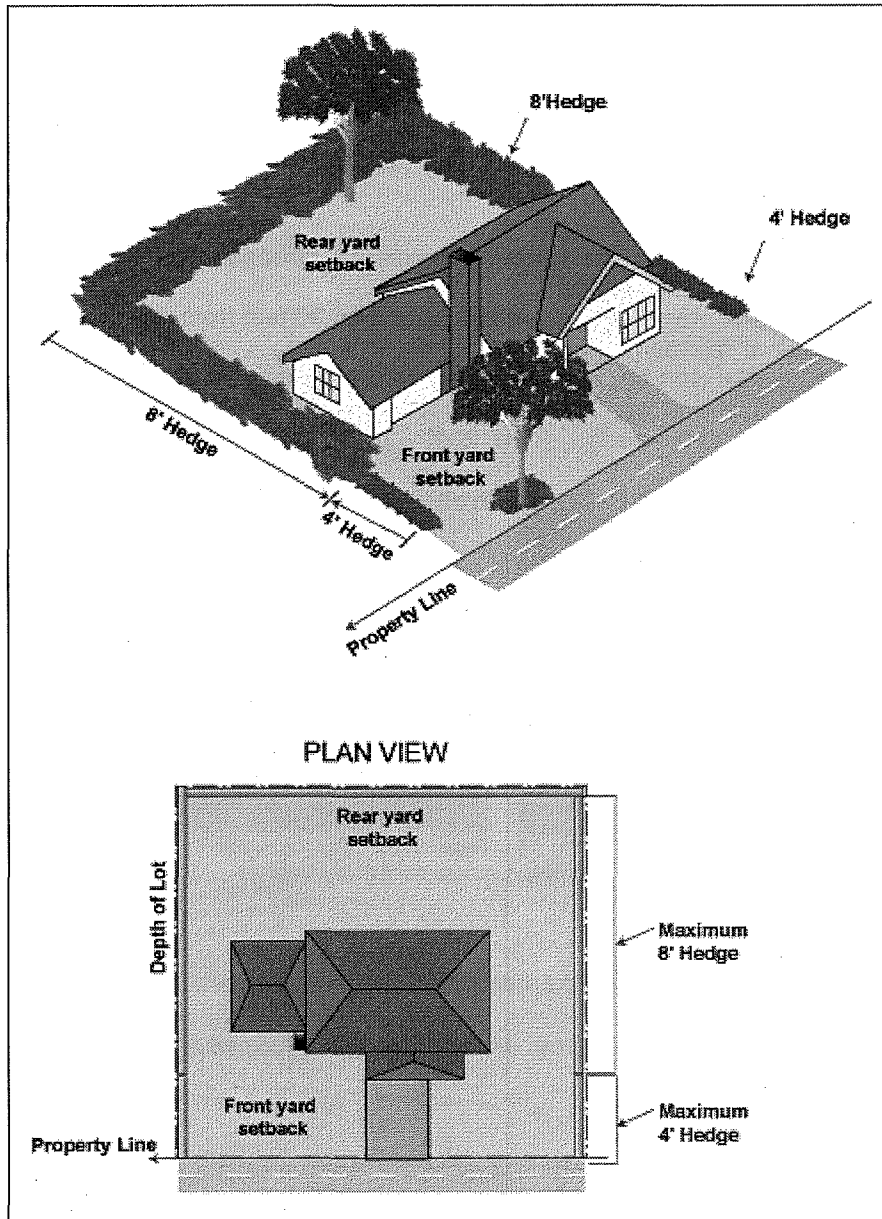 8'Hedge
4' Hedge
Rear yard
setback
8' Hedge
Front yard
setback
4' Hedge
Property Line
PLAN VIEW
Rear yard
setback
Depth of Lot
Maximum
8' Hedge
Front yard
setback
Maximum
4' Hedge
Property Line